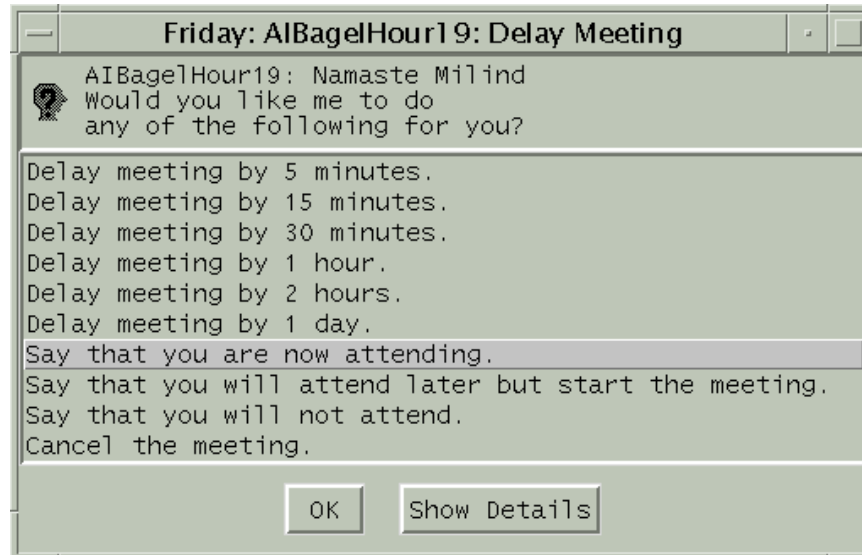 Friday: AIBagelHour19: Delay Meeting
AIBagelHour19: Namaste Milind
Would you like me to do
any of the following for you?
Delay meeting by 5 minutes.
Delay meeting by 15 minutes.
Delay meeting by 30 minutes.
Delay meeting by 1 hour.
Delay meeting by 2 hours.
Delay meeting by 1 day.
Say that you are now attending.
Say that you will attend later but start the meeting.
Say that you will not attend.
Cancel the meeting.
OK Show Details